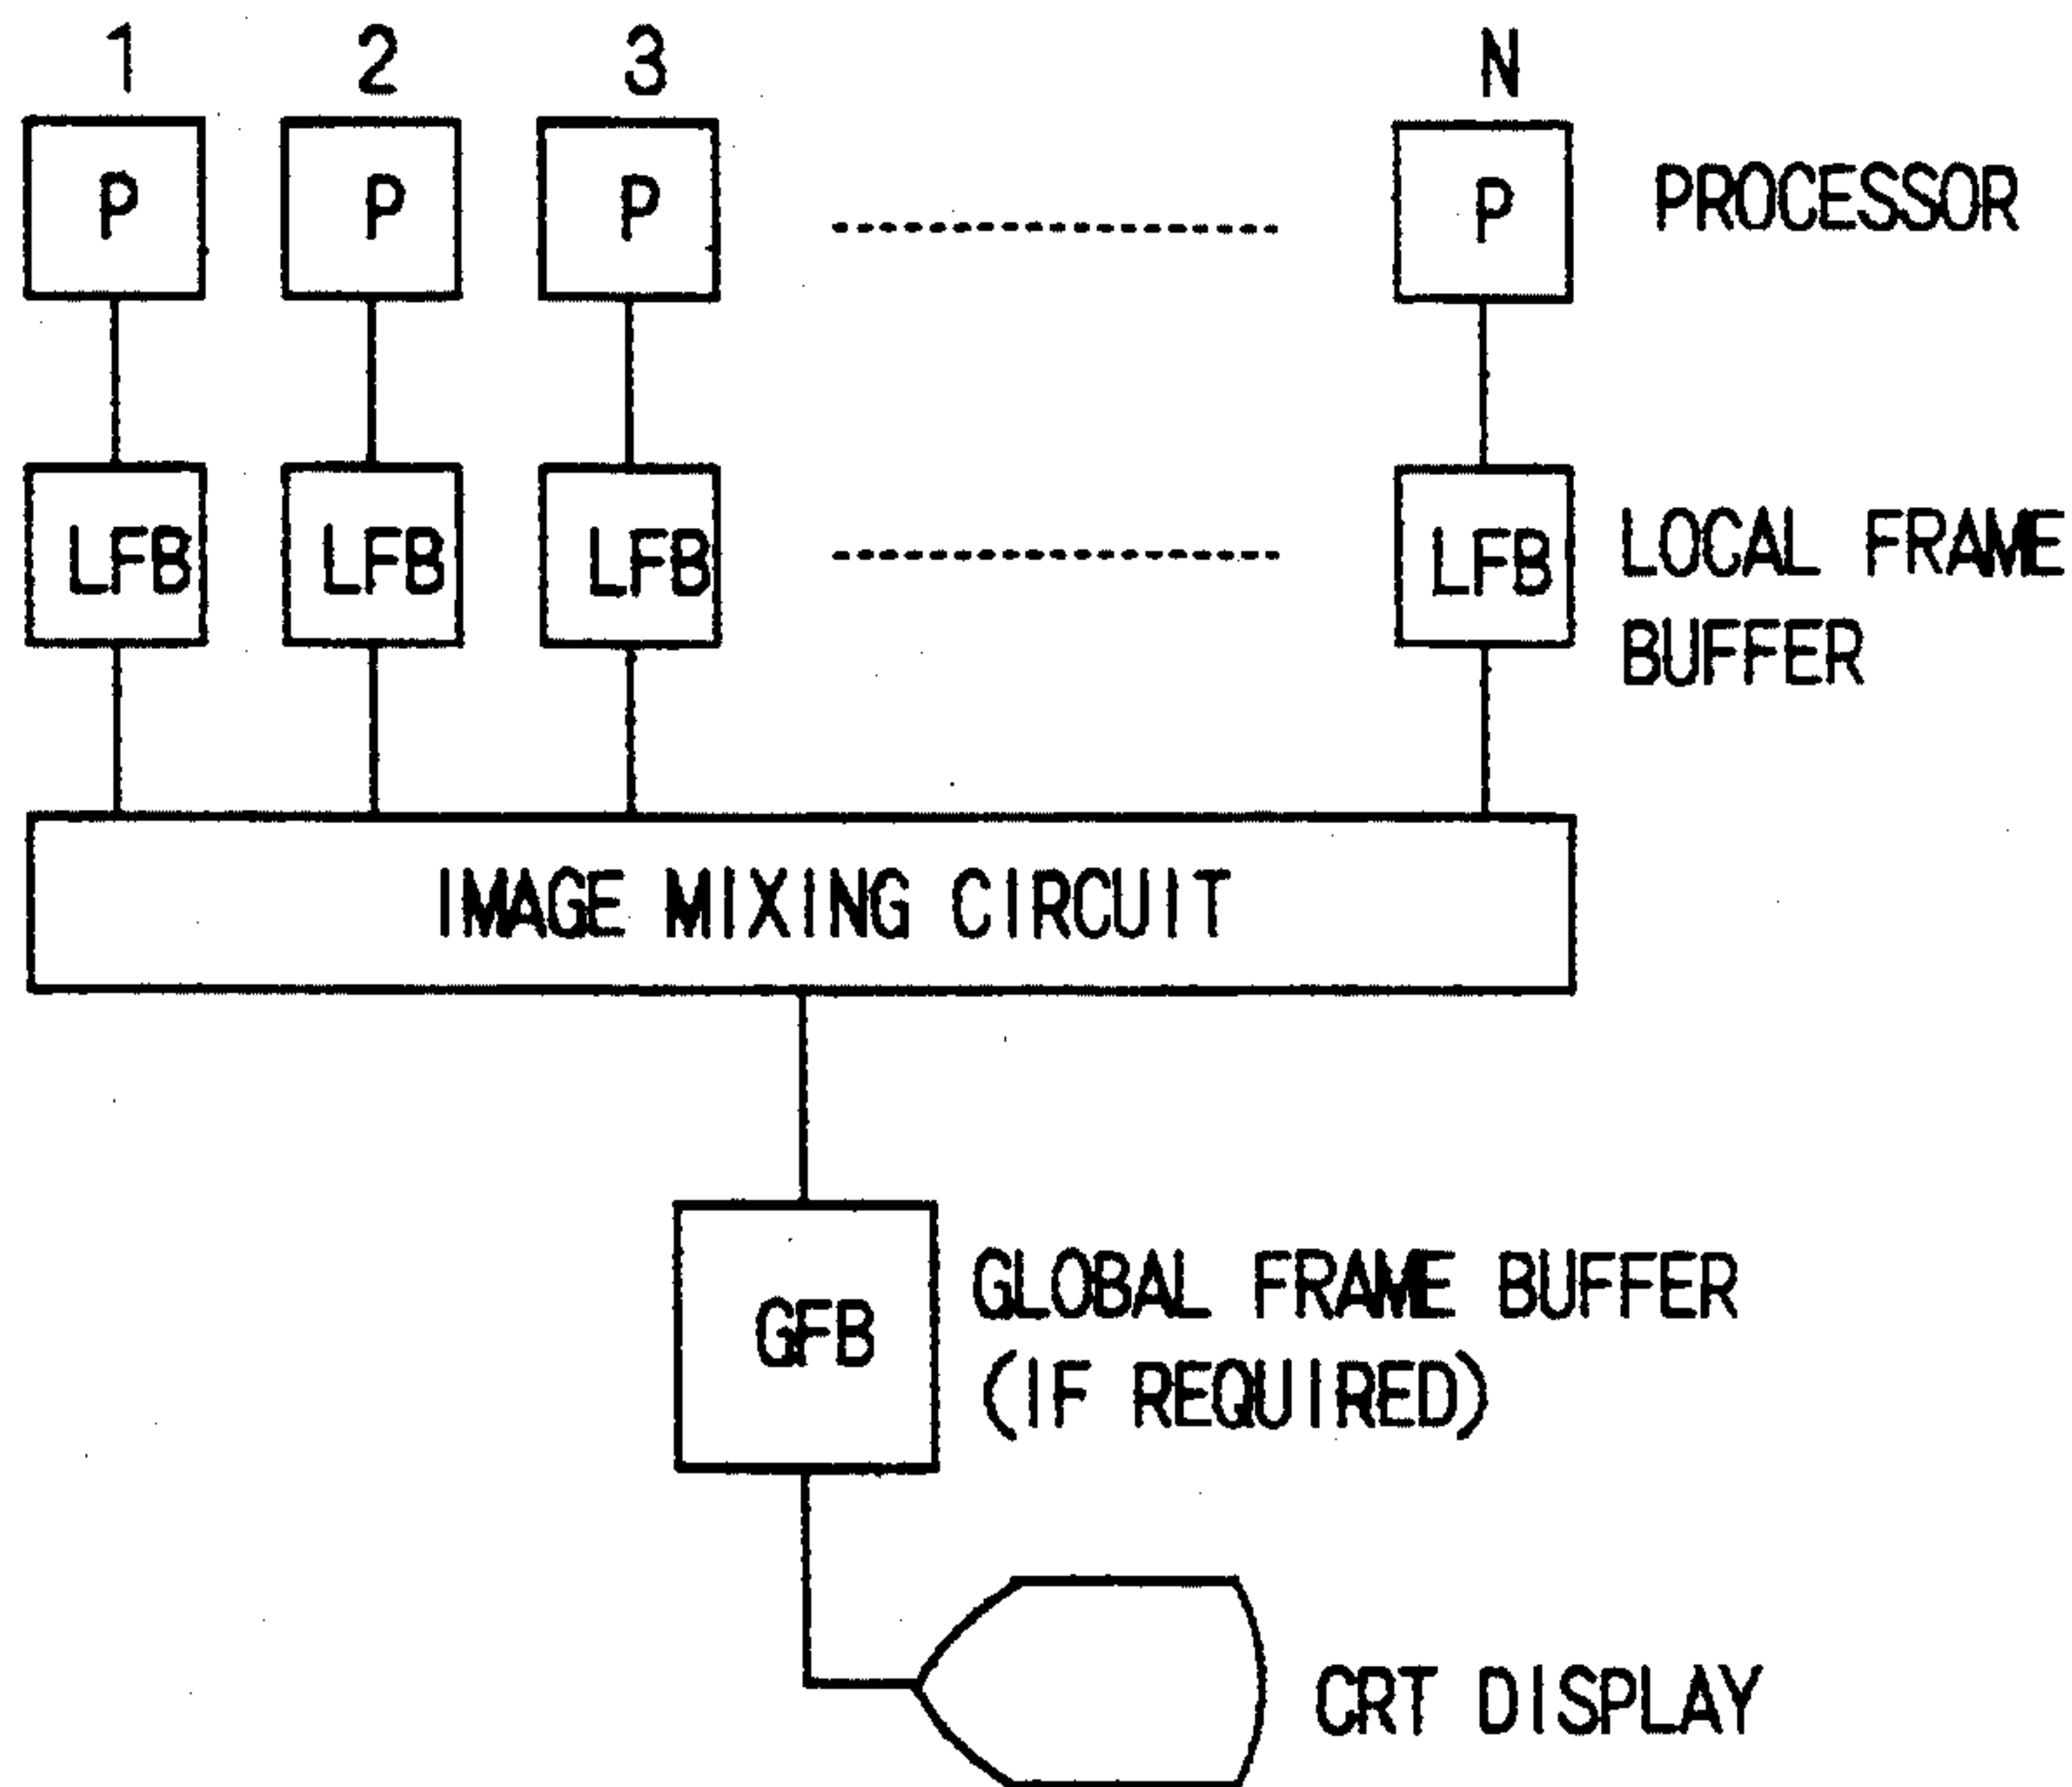 1 2 3 N
P P P P PROCESSOR
LFB LFB LFB LFB LOCAL FRAME
BUFFER
IMAGE MIXING CIRCUIT
GFB GLOBAL FRAME BUFFER
(IF REQUIRED)
CRT DISPLAY